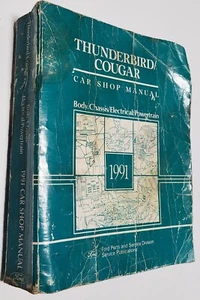 THUNDERBIRD/
COUGAR
CAR SHOP MANUAL
Body/Chassis/Electrical/Powertrain
1991
Ford Parts and Service Division
Service Publications
1991 CAR SHOP MANUAL